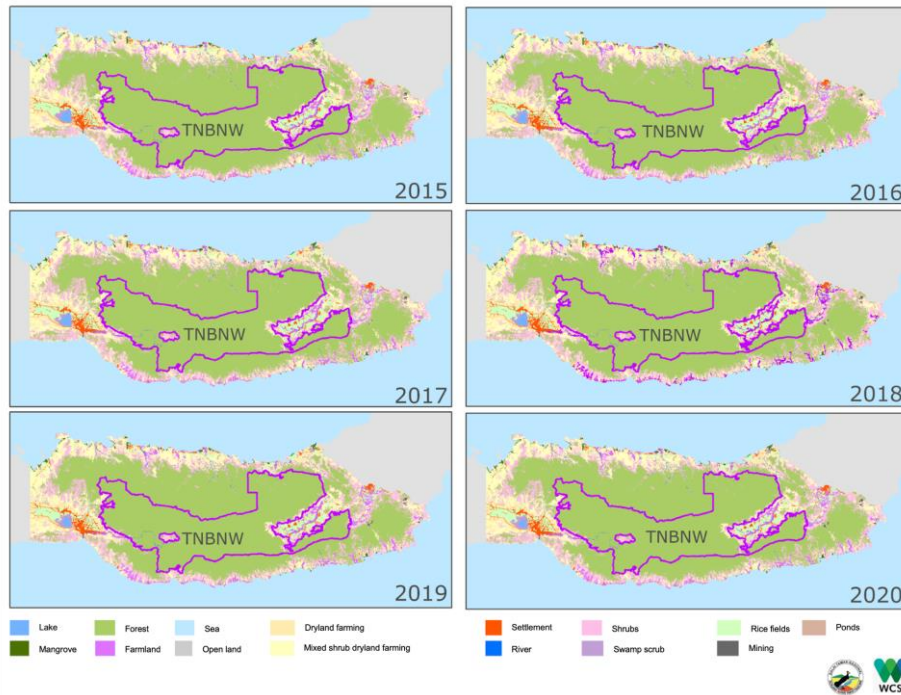 TNBNW
2015
TNBNW
2016
TNBNW
2017
TNBNW
2018
TNBNW
2019
TNBNW
2020
Lake
Forest
Sea
Dryland farming
Settlement
Shrubs
Rice fields
Ponds
Mangrove
Farmland
Open land
Mixed shrub dryland farming
River
Swamp scrub
Mining
WCS